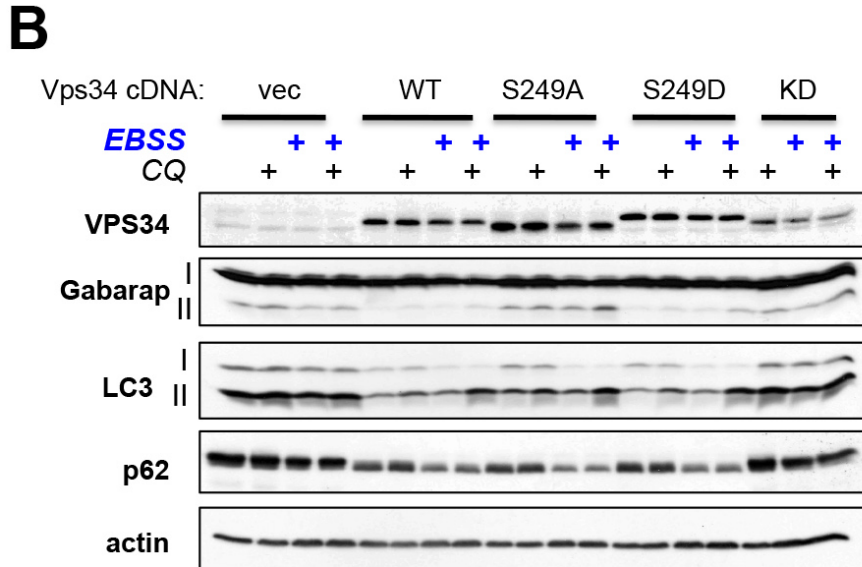 B
Vps34 cDNA: vec WT S249A S249D KD
EBSS + + + + + + + + + +
CQ + + + + + + + + + +
VPS34
I
Gabarap
II
I
LC3
II
p62
actin